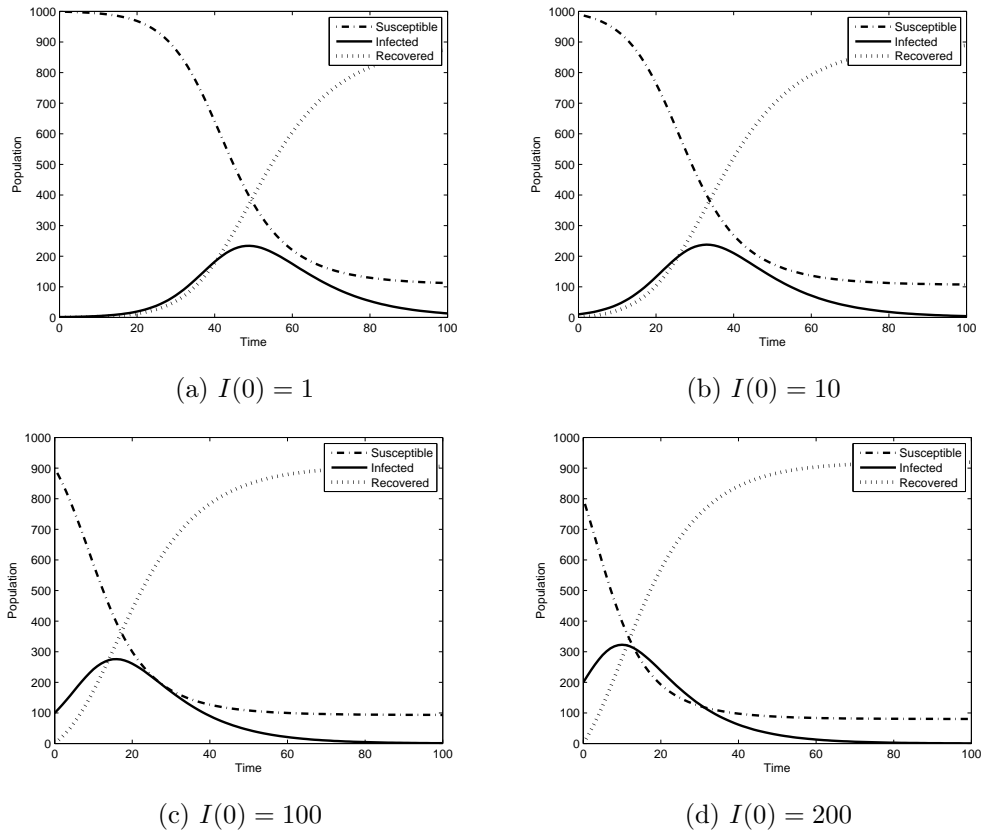 1000
900
800
700
600
500
400
300
200
100
0
Population
0 20 40 60 80 100
Time
Susceptible
Infected
Recovered
(a) I(0) = 1
1000
900
800
700
600
500
400
300
200
100
0
Population
0 20 40 60 80 100
Time
Susceptible
Infected
Recovered
(b) I(0) = 10
1000
900
800
700
600
500
400
300
200
100
0
Population
0 20 40 60 80 100
Time
Susceptible
Infected
Recovered
(c) I(0) = 100
1000
900
800
700
600
500
400
300
200
100
0
Population
0 20 40 60 80 100
Time
Susceptible
Infected
Recovered
(d) I(0) = 200